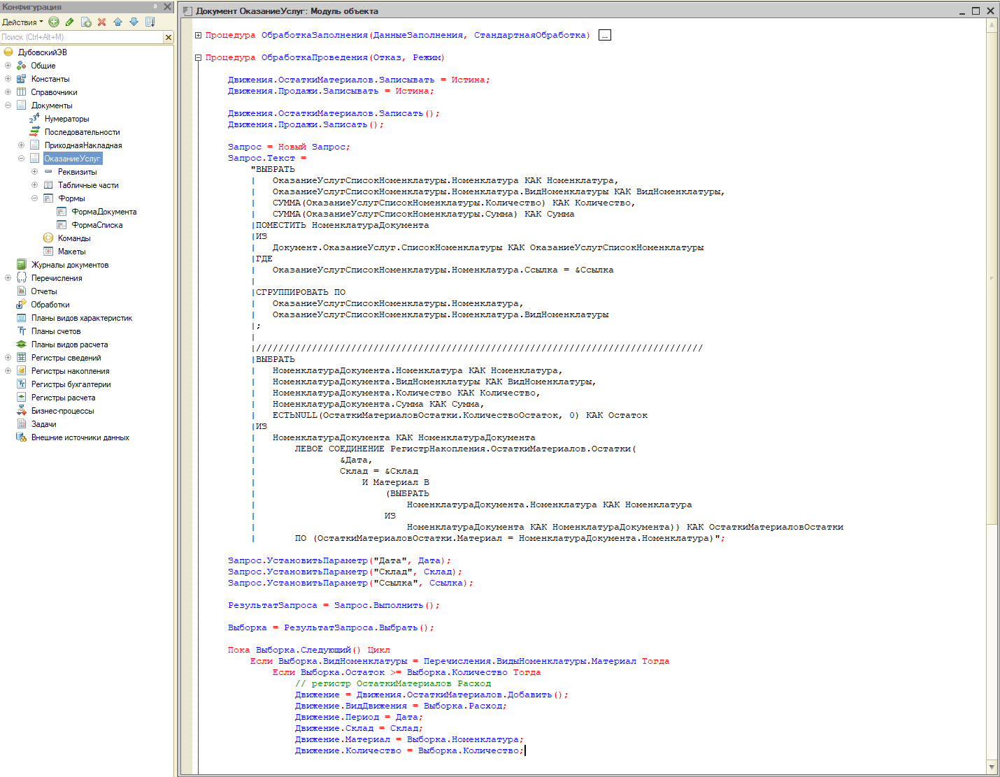 Конфигурация
Действия
Поиск (Ctrl+Alt+M)
ДубовскийЭВ
Общие
Константы
Справочники
Документы
Нумераторы
Последовательности
ПриходнаяНакладная
ОказаниеУслуг
Реквизиты
Табличные части
Формы
ФормаДокумента
ФормаСписка
Команды
Макеты
Журналы документов
Перечисления
Отчеты
Обработки
Планы видов характеристик
Планы счетов
Планы видов расчета
Регистры сведений
Регистры накопления
Регистры бухгалтерии
Регистры расчета
Бизнес-процессы
Задачи
Внешние источники данных
Документ ОказаниеУслуг: Модуль объекта
Процедура ОбработкаЗаполнения(ДанныеЗаполнения, СтандартнаяОбработка) ...
Процедура ОбработкаПроведения(Отказ, Режим)
Движения.ОстаткиМатериалов.Записывать = Истина;
Движения.Продажи.Записывать = Истина;
Движения.ОстаткиМатериалов.Записать();
Движения.Продажи.Записать();
Запрос = Новый Запрос;
Запрос.Текст =
"ВЫБРАТЬ
|	ОказаниеУслугСписокНоменклатуры.Номенклатура КАК Номенклатура,
|	ОказаниеУслугСписокНоменклатуры.Номенклатура.ВидНоменклатуры КАК ВидНоменклатуры,
|	СУММА(ОказаниеУслугСписокНоменклатуры.Количество) КАК Количество,
|	СУММА(ОказаниеУслугСписокНоменклатуры.Сумма) КАК Сумма
|ПОМЕСТИТЬ НоменклатураДокумента
|ИЗ
|	Документ.ОказаниеУслуг.СписокНоменклатуры КАК ОказаниеУслугСписокНоменклатуры
|ГДЕ
|	ОказаниеУслугСписокНоменклатуры.Номенклатура.Ссылка = &Ссылка
|
|СГРУППИРОВАТЬ ПО
|	ОказаниеУслугСписокНоменклатуры.Номенклатура,
|	ОказаниеУслугСписокНоменклатуры.Номенклатура.ВидНоменклатуры
|;
|
|////////////////////////////////////////////////////////////////////////////////
|ВЫБРАТЬ
|	НоменклатураДокумента.Номенклатура КАК Номенклатура,
|	НоменклатураДокумента.ВидНоменклатуры КАК ВидНоменклатуры,
|	НоменклатураДокумента.Количество КАК Количество,
|	НоменклатураДокумента.Сумма КАК Сумма,
|	ЕСТЬNULL(ОстаткиМатериаловОстатки.КоличествоОстаток, 0) КАК Остаток
|ИЗ
|	НоменклатураДокумента КАК НоменклатураДокумента
|	ЛЕВОЕ СОЕДИНЕНИЕ РегистрНакопления.ОстаткиМатериалов.Остатки(
|	&Дата,
|	Склад = &Склад
|	И Материал В
|	(ВЫБРАТЬ
|	НоменклатураДокумента.Номенклатура КАК Номенклатура
|	ИЗ
|	НоменклатураДокумента КАК НоменклатураДокумента)) КАК ОстаткиМатериаловОстатки
|	ПО (ОстаткиМатериаловОстатки.Материал = НоменклатураДокумента.Номенклатура)";
Запрос.УстановитьПараметр("Дата", Дата);
Запрос.УстановитьПараметр("Склад", Склад);
Запрос.УстановитьПараметр("Ссылка", Ссылка);
РезультатЗапроса = Запрос.Выполнить();
Выборка = РезультатЗапроса.Выбрать();
Пока Выборка.Следующий() Цикл
Если Выборка.ВидНоменклатуры = Перечисления.ВидыНоменклатуры.Материал Тогда
Если Выборка.Остаток >= Выборка.Количество Тогда
// регистр ОстаткиМатериалов Расход
Движение = Движения.ОстаткиМатериалов.Добавить();
Движение.ВидДвижения = Выборка.Расход;
Движение.Период = Дата;
Движение.Склад = Склад;
Движение.Материал = Выборка.Номенклатура;
Движение.Количество = Выборка.Количество;